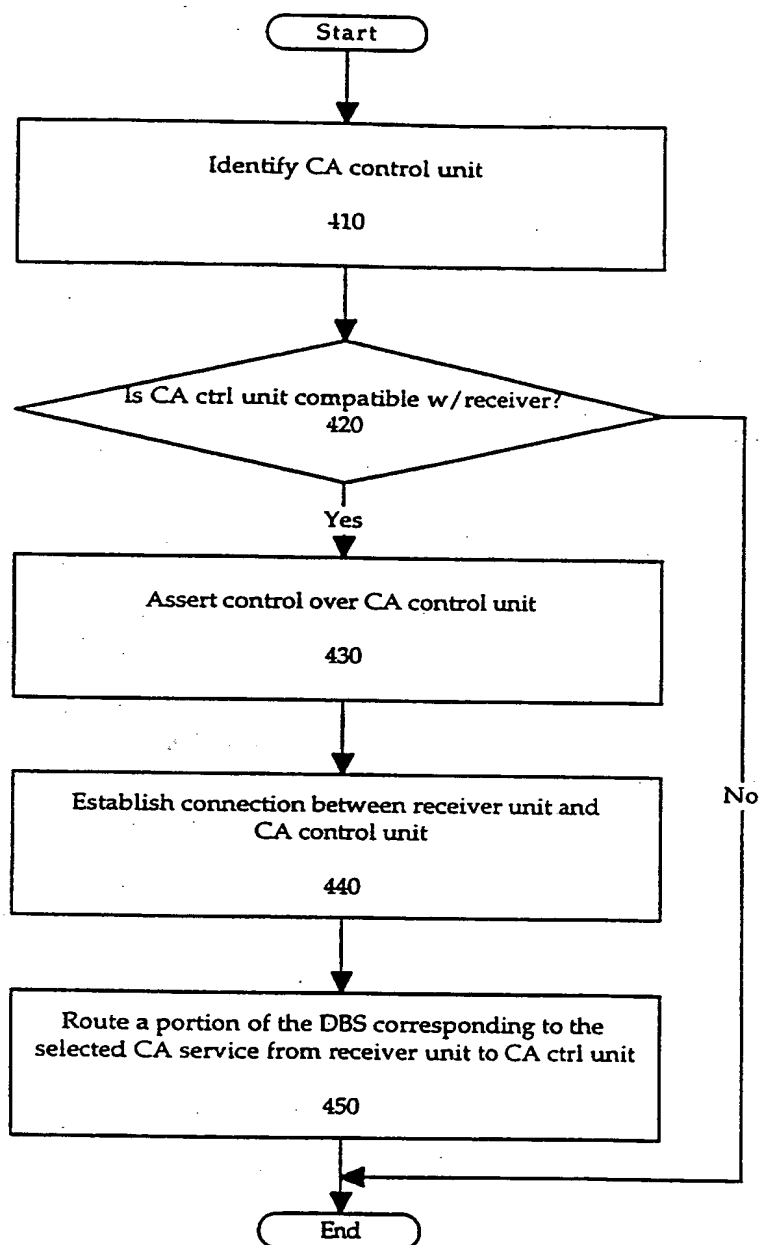 Start
Identify CA control unit
410
Is CA ctrl unit compatible w/receiver?
420
Yes
Assert control over CA control unit
430
Establish connection between receiver unit and
CA control unit
440
No
Route a portion of the DBS corresponding to the
selected CA service from receiver unit to CA ctrl unit
450
End